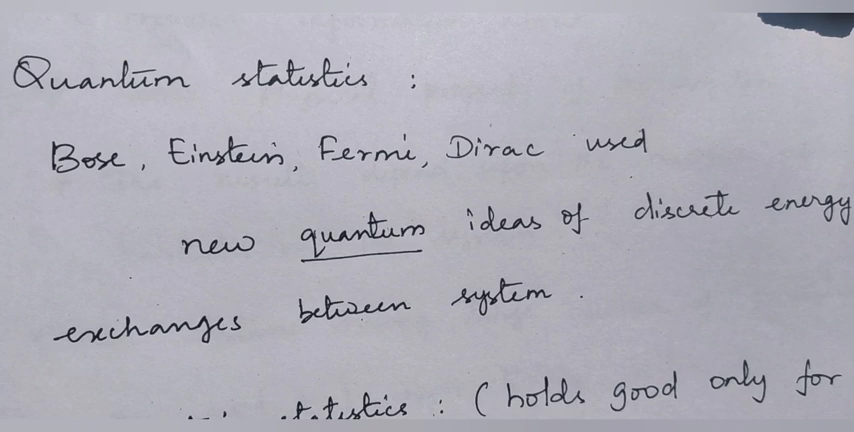 Quantum statistics :
Bose, Einstein, Fermi, Dirac used
new quantum ideas of discrete energy
exchanges between system.
statistics : (holds good only for